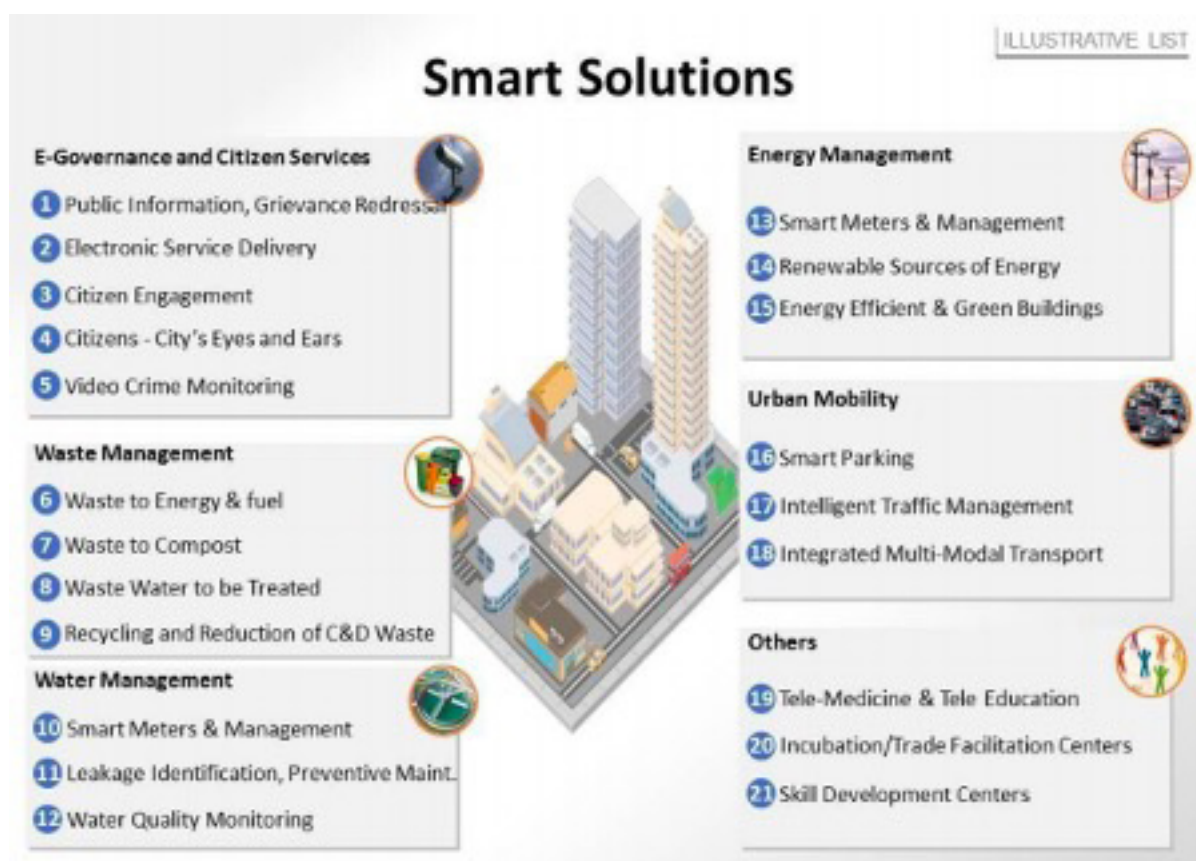 ILLUSTRATIVE LIST
Smart Solutions
E-Governance and Citizen Services
1 Public Information, Grievance Redressal
2 Electronic Service Delivery
3 Citizen Engagement
4 Citizens - City's Eyes and Ears
5 Video Crime Monitoring
Waste Management
6 Waste to Energy & fuel
7 Waste to Compost
8 Waste Water to be Treated
9 Recycling and Reduction of C&D Waste
Water Management
10 Smart Meters & Management
11 Leakage Identification, Preventive Maint.
12 Water Quality Monitoring
Energy Management
13 Smart Meters & Management
14 Renewable Sources of Energy
15 Energy Efficient & Green Buildings
Urban Mobility
16 Smart Parking
17 Intelligent Traffic Management
18 Integrated Multi-Modal Transport
Others
19 Tele-Medicine & Tele Education
20 Incubation/Trade Facilitation Centers
21 Skill Development Centers